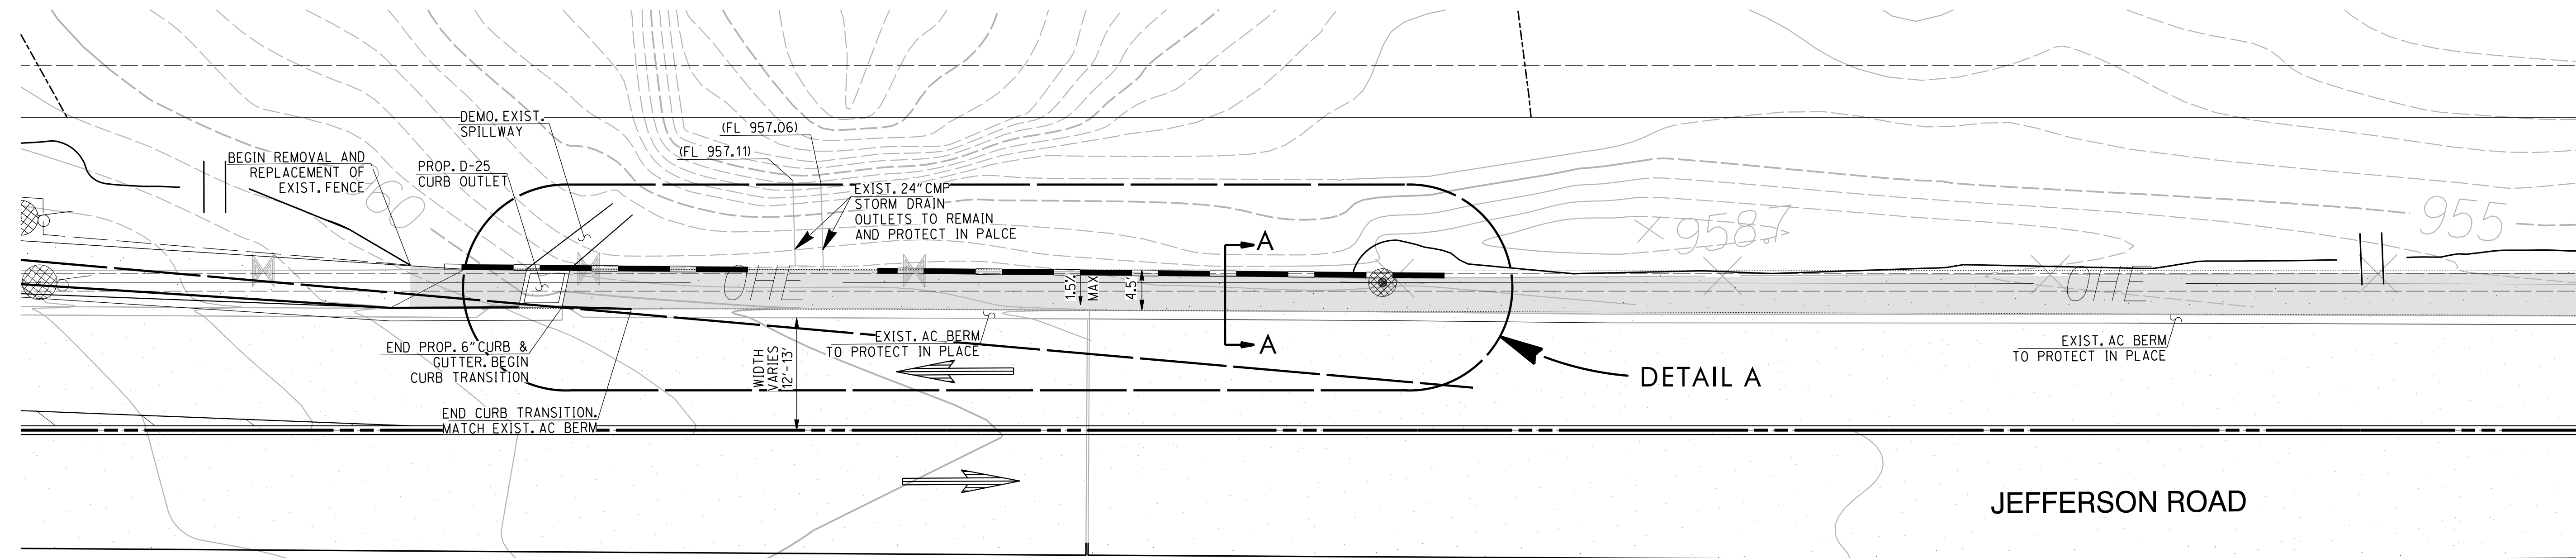 DEMO. EXIST.
SPILLWAY
(FL 957.06)
(FL 957.11)
BEGIN REMOVAL AND
REPLACEMENT OF
EXIST. FENCE
PROP. D-25
CURB OUTLET
EXIST. 24" CMP
STORM DRAIN
OUTLETS TO REMAIN
AND PROTECT IN PALCE
958.7
955
A
OHE
1.5%
MAX
4.5'
OHE
EXIST. AC BERM
TO PROTECT IN PLACE
A
EXIST. AC BERM
TO PROTECT IN PLACE
END PROP. 6" CURB &
GUTTER. BEGIN
CURB TRANSITION
WIDTH
VARIES
12'-13'
DETAIL A
END CURB TRANSITION.
MATCH EXIST. AC BERM
JEFFERSON ROAD